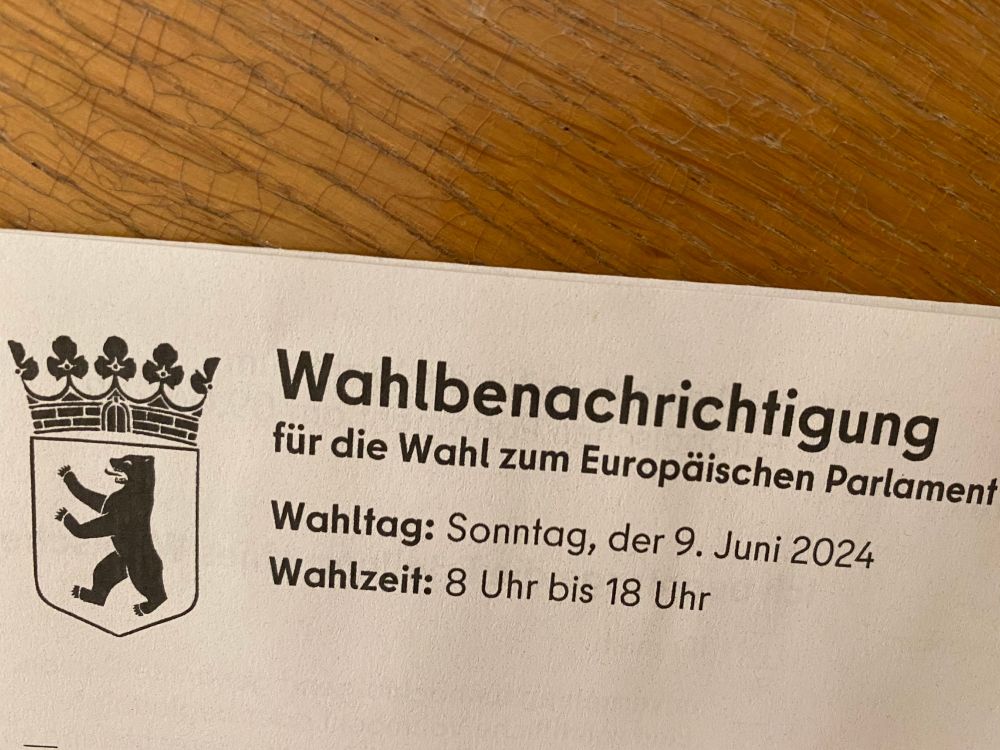 Wahlbenachrichtigung
für die Wahl zum Europäischen Parlament
Wahltag: Sonntag, der 9. Juni 2024
Wahlzeit: 8 Uhr bis 18 Uhr